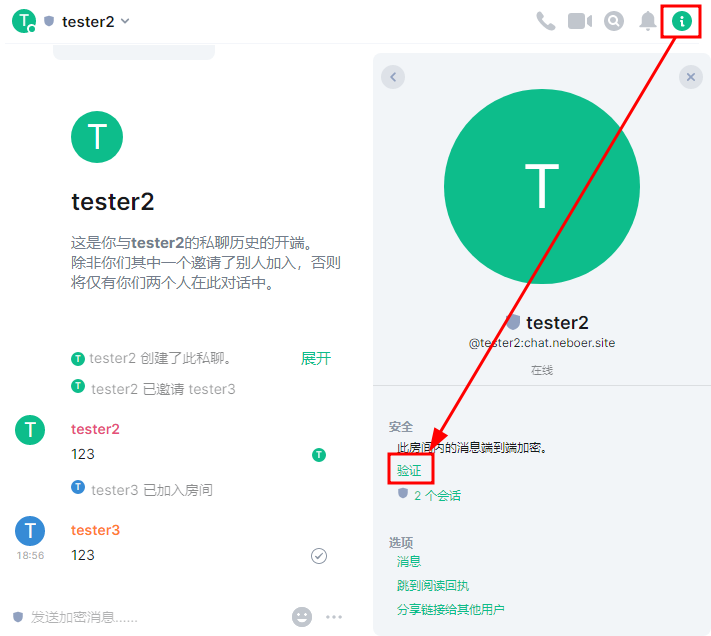 T tester2
T
tester2
这是你与tester2的私聊历史的开端。
除非你们其中一个邀请了别人加入，否则
将仅有你们两个人在此对话中。
T tester2 创建了此私聊。 展开
T tester2 已邀请 tester3
T tester2
123 T
T tester3 已加入房间
T tester3
18:56 123
发送加密消息……
T
tester2
@tester2:chat.neboer.site
在线
安全
此房间内的消息端到端加密。
验证
2 个会话
选项
消息
跳到阅读回执
分享链接给其他用户